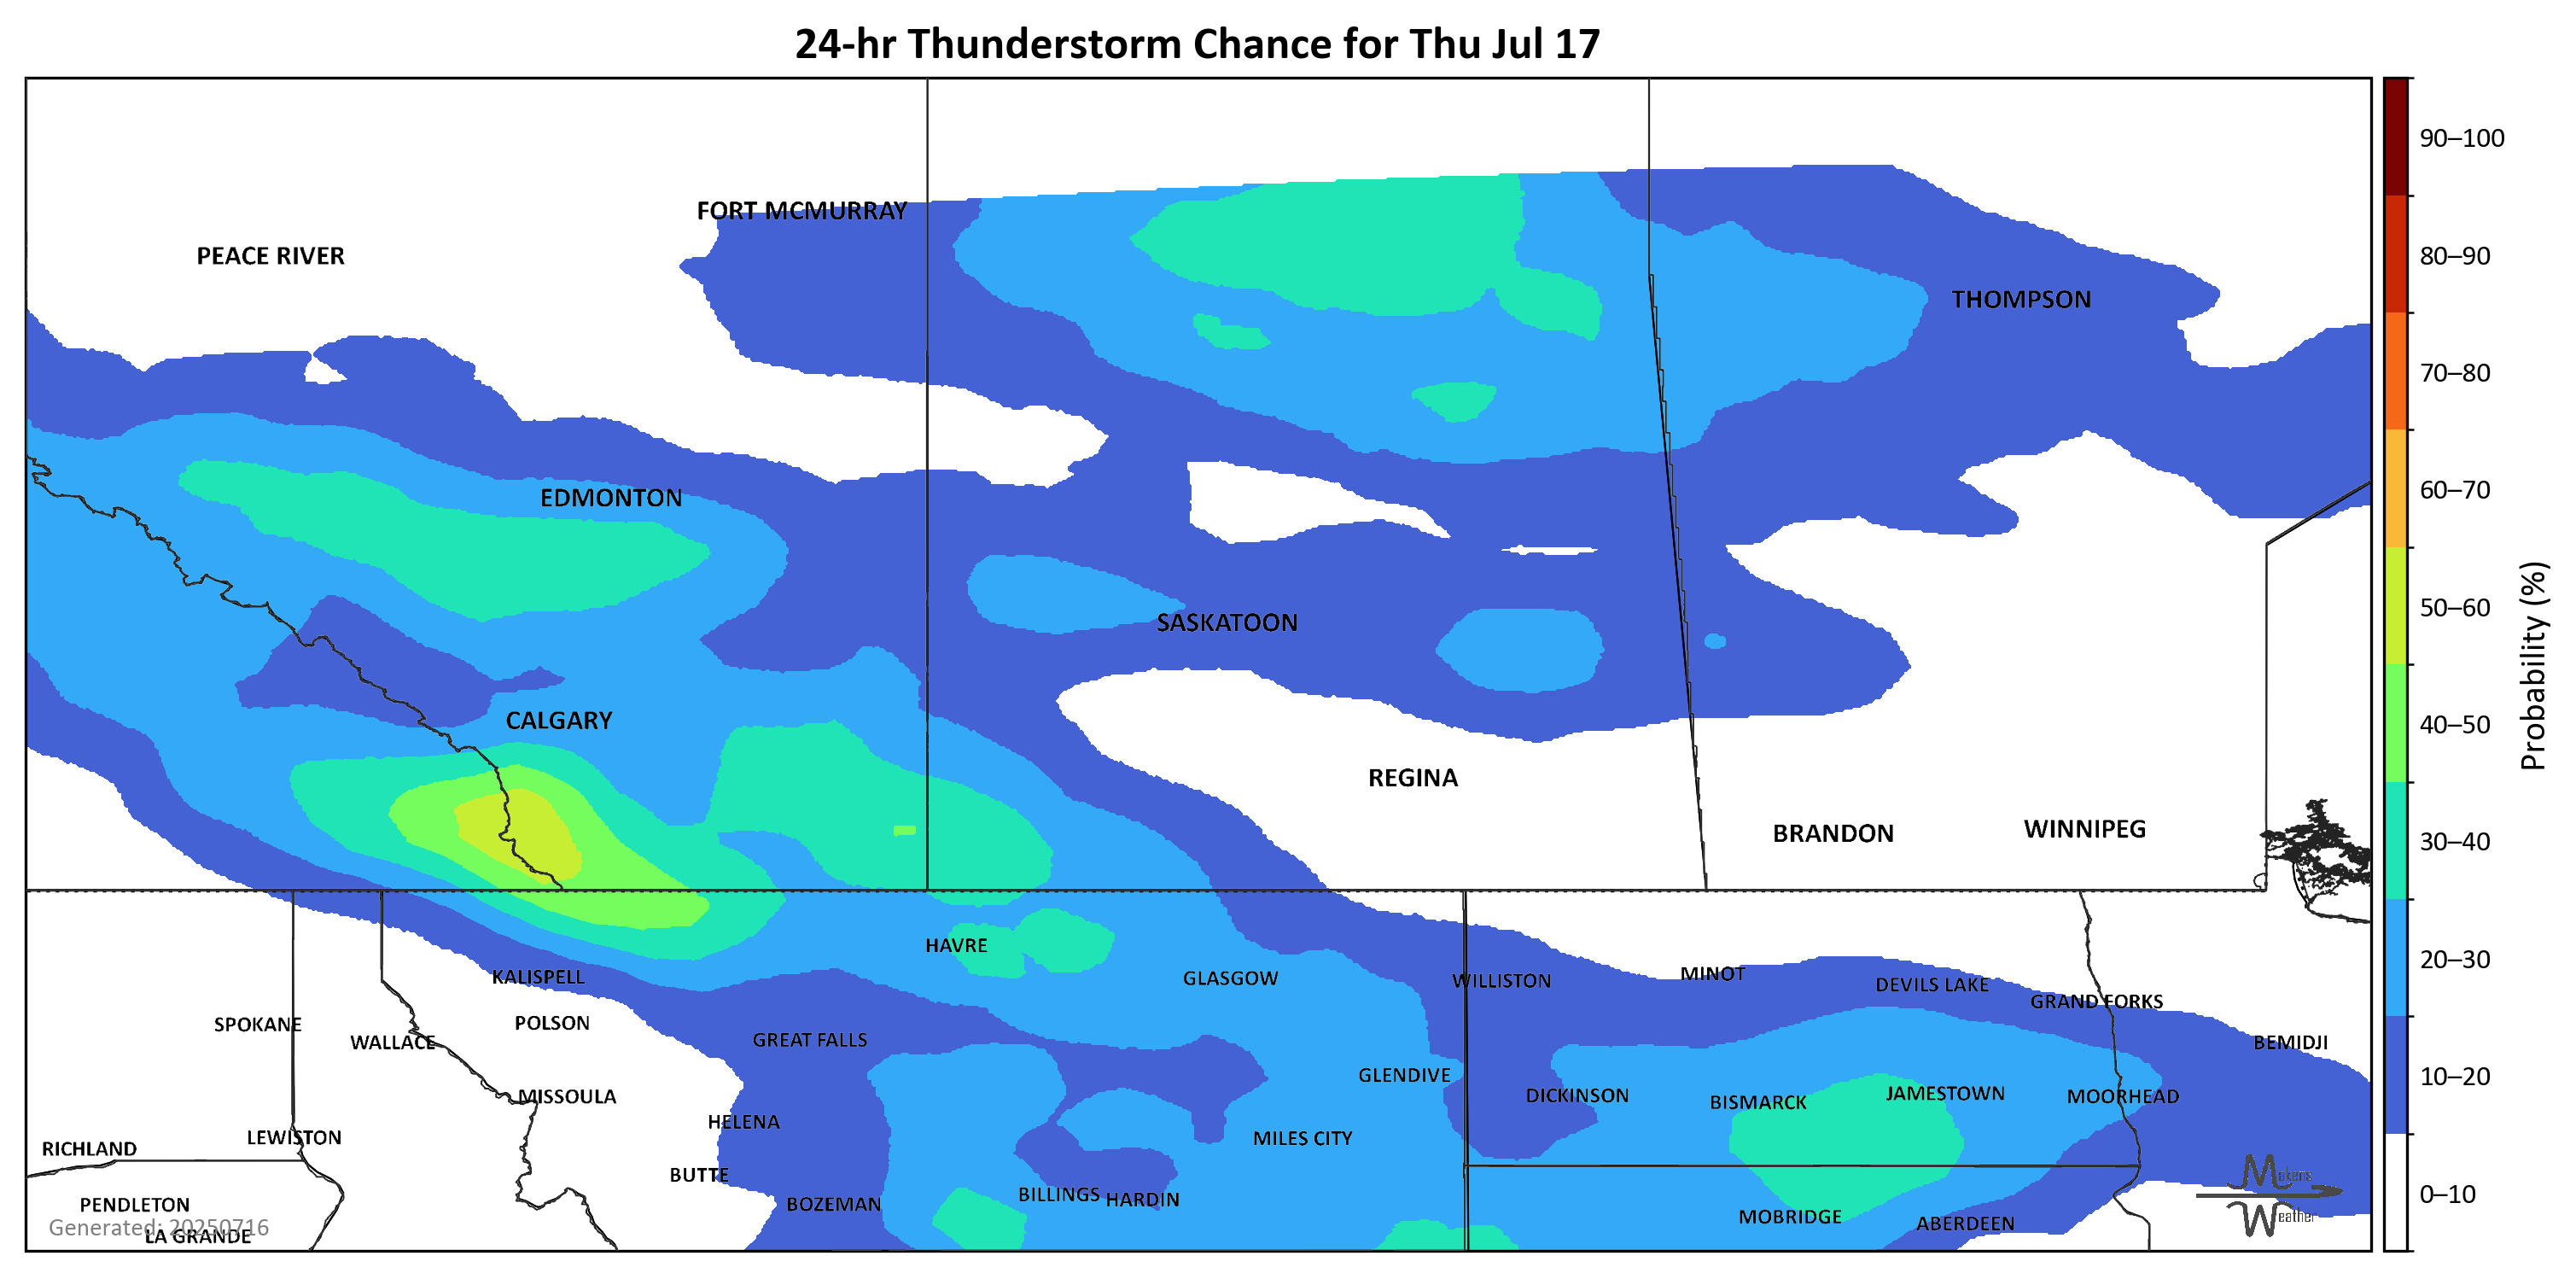 24-hr Thunderstorm Chance for Thu Jul 17
90–100
FORT MCMURRAY
PEACE RIVER
80–90
THOMPSON
70–80
60–70
EDMONTON
50–60
SASKATOON
Probability (%)
CALGARY
40–50
REGINA
BRANDON
WINNIPEG
30–40
HAVRE
20–30
KALISPELL
GLASGOW
WILLISTON
MINOT
DEVILS LAKE
GRAND FORKS
SPOKANE
POLSON
WALLACE
GREAT FALLS
BEMIDJI
GLENDIVE
10–20
MISSOULA
DICKINSON
BISMARCK
JAMESTOWN
MOORHEAD
HELENA
LEWISTON
MILES CITY
RICHLAND
BUTTE
Mekens
Weather
0–10
BILLINGS
HARDIN
PENDLETON
BOZEMAN
MOBRIDGE
ABERDEEN
Generated: 20250716
LA GRANDE